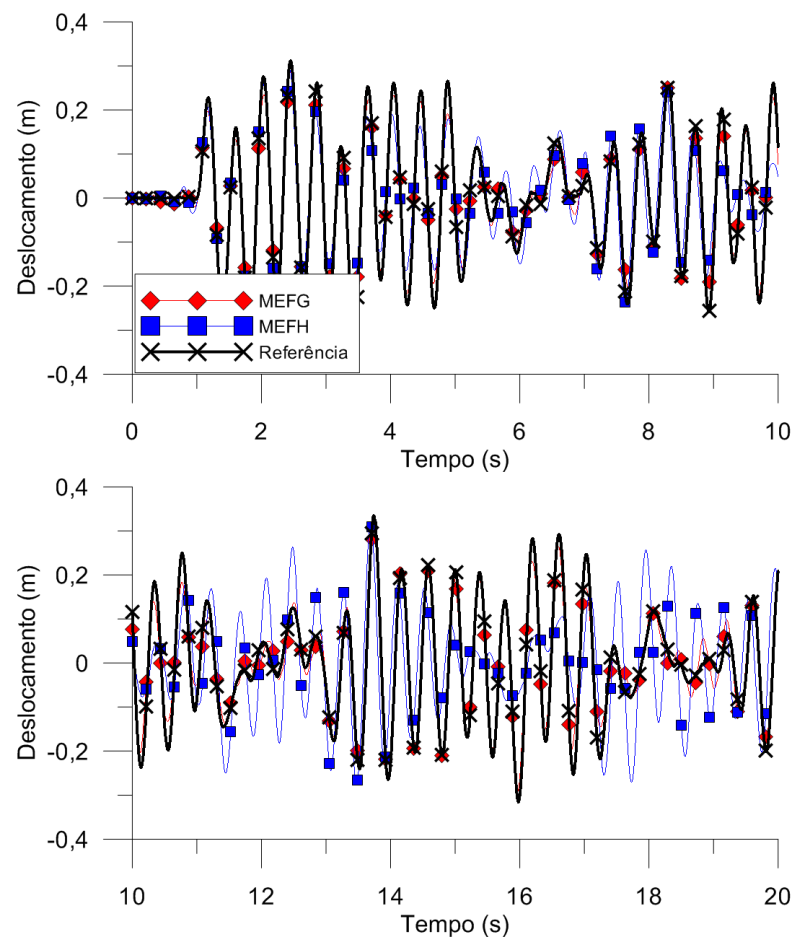 0,4
0,2
0
-0,2
-0,4
Deslocamento (m)
MEFG
MEFH
Referência
0 2 4 6 8 10
Tempo (s)
0,4
0,2
0
-0,2
-0,4
Deslocamento (m)
10 12 14 16 18 20
Tempo (s)